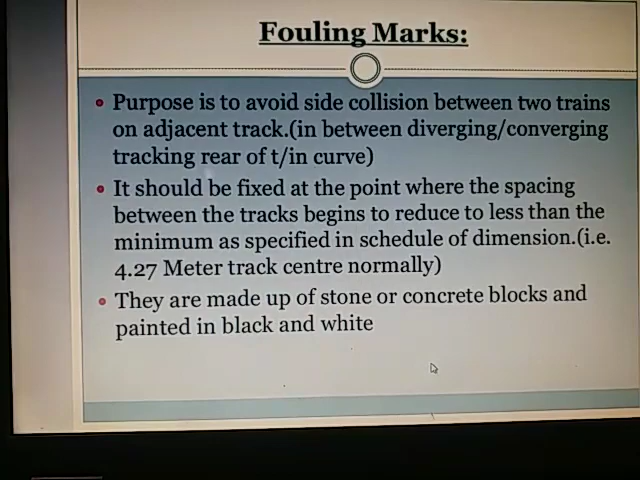 Fouling Marks:
Purpose is to avoid side collision between two trains
on adjacent track.(in between diverging/converging
tracking rear of t/in curve)
It should be fixed at the point where the spacing
between the tracks begins to reduce to less than the
minimum as specified in schedule of dimension.(i.e.
4.27 Meter track centre normally)
They are made up of stone or concrete blocks and
painted in black and white